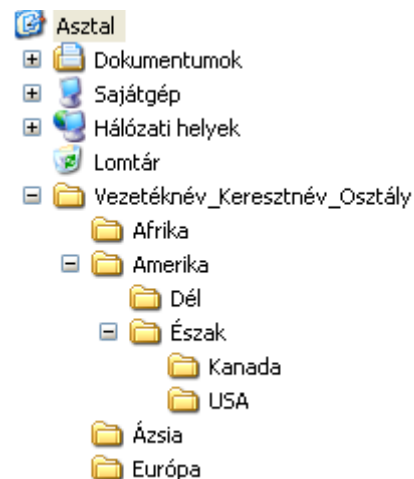 Asztal
Dokumentumok
Sajátgép
Hálózati helyek
Lomtár
Vezetéknév_Keresztnév_Osztály
Afrika
Amerika
Dél
Észak
Kanada
USA
Ázsia
Európa